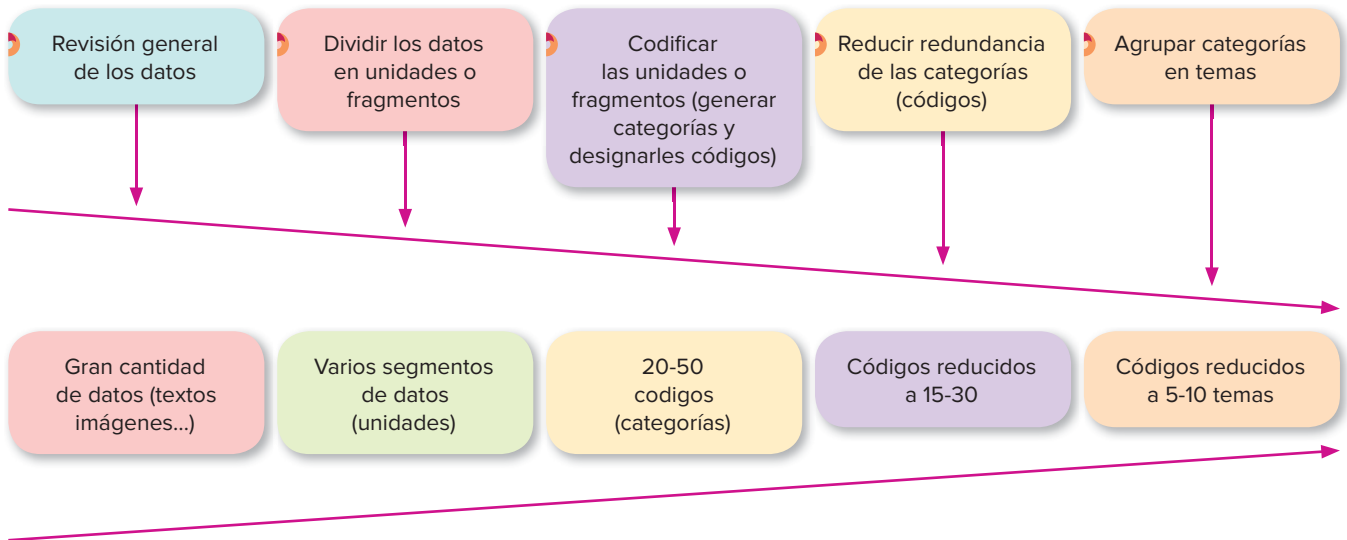 Revisión general
de los datos
Dividir los datos
en unidades o
fragmentos
Codificar
las unidades o
fragmentos (generar
categorías y
designarles códigos)
Reducir redundancia
de las categorías
(códigos)
Agrupar categorías
en temas
Gran cantidad
de datos (textos
imágenes...)
Varios segmentos
de datos
(unidades)
20-50
codigos
(categorías)
Códigos reducidos
a 15-30
Códigos reducidos
a 5-10 temas